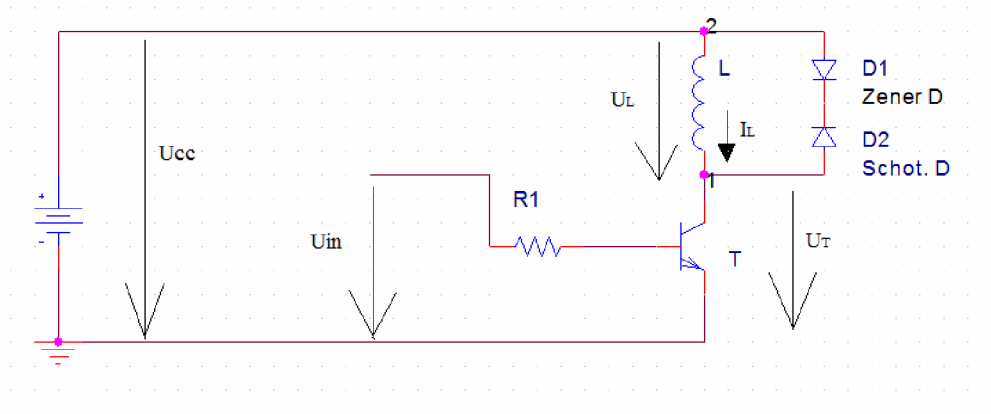 2
L
D1
Zener D
UL
IL
Ucc
D2
Schot. D
1
+
-
R1
Uin
T
UT